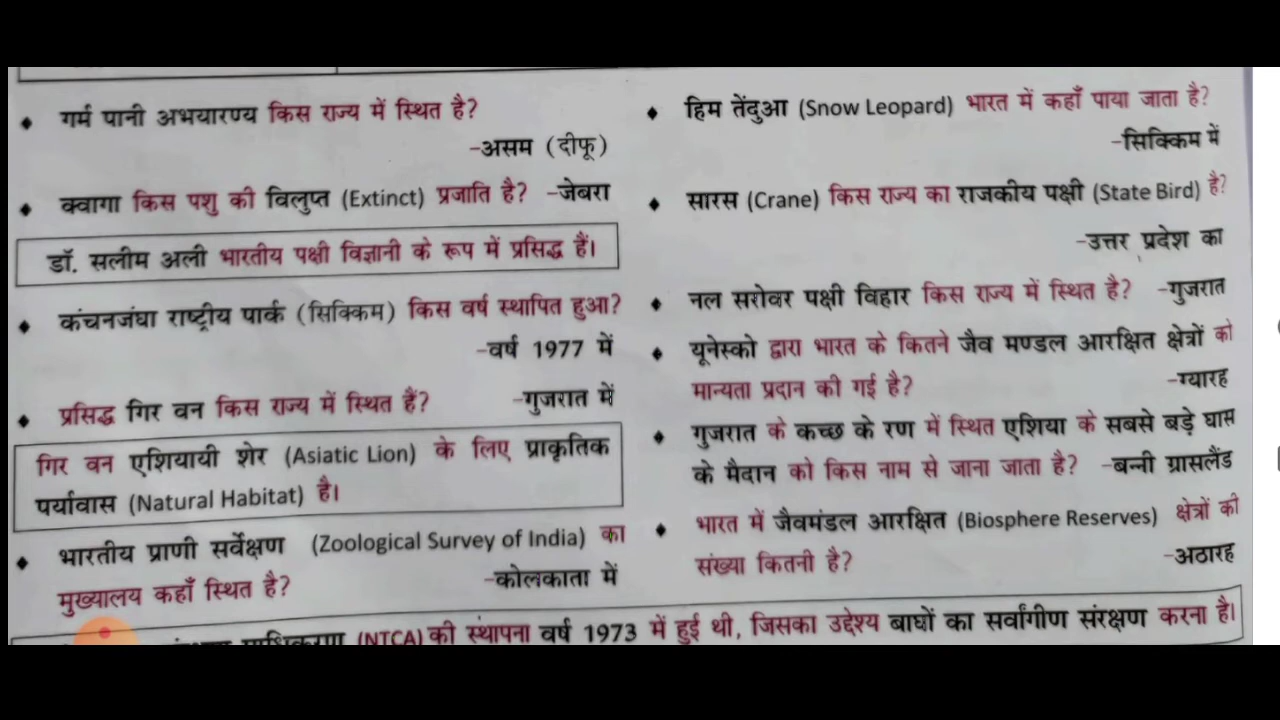 गर्म पानी अभयारण्य किस राज्य में स्थित है?
-असम (दीफू)
क्वागा किस पशु की विलुप्त (Extinct) प्रजाति है? -जेबरा
डॉ. सलीम अली भारतीय पक्षी विज्ञानी के रूप में प्रसिद्ध हैं।
कंचनजंघा राष्ट्रीय पार्क (सिक्किम) किस वर्ष स्थापित हुआ?
-वर्ष 1977 में
प्रसिद्ध गिर वन किस राज्य में स्थित हैं? -गुजरात में
गिर वन एशियायी शेर (Asiatic Lion) के लिए प्राकृतिक
पर्यावास (Natural Habitat) है।
भारतीय प्राणी सर्वेक्षण (Zoological Survey of India) का
मुख्यालय कहाँ स्थित है? -कोलकाता में
हिम तेंदुआ (Snow Leopard) भारत में कहाँ पाया जाता है?
-सिक्किम में
सारस (Crane) किस राज्य का राजकीय पक्षी (State Bird) है?
-उत्तर प्रदेश का
नल सरोवर पक्षी विहार किस राज्य में स्थित है? -गुजरात
यूनेस्को द्वारा भारत के कितने जैव मण्डल आरक्षित क्षेत्रों को
मान्यता प्रदान की गई है? -ग्यारह
गुजरात के कच्छ के रण में स्थित एशिया के सबसे बड़े घास
के मैदान को किस नाम से जाना जाता है? -बन्नी ग्रासलैंड
भारत में जैवमंडल आरक्षित (Biosphere Reserves) क्षेत्रों की
संख्या कितनी है? -अठारह
(NTCA) की स्थापना वर्ष 1973 में हुई थी, जिसका उद्देश्य बाघों का सर्वांगीण संरक्षण करना है।